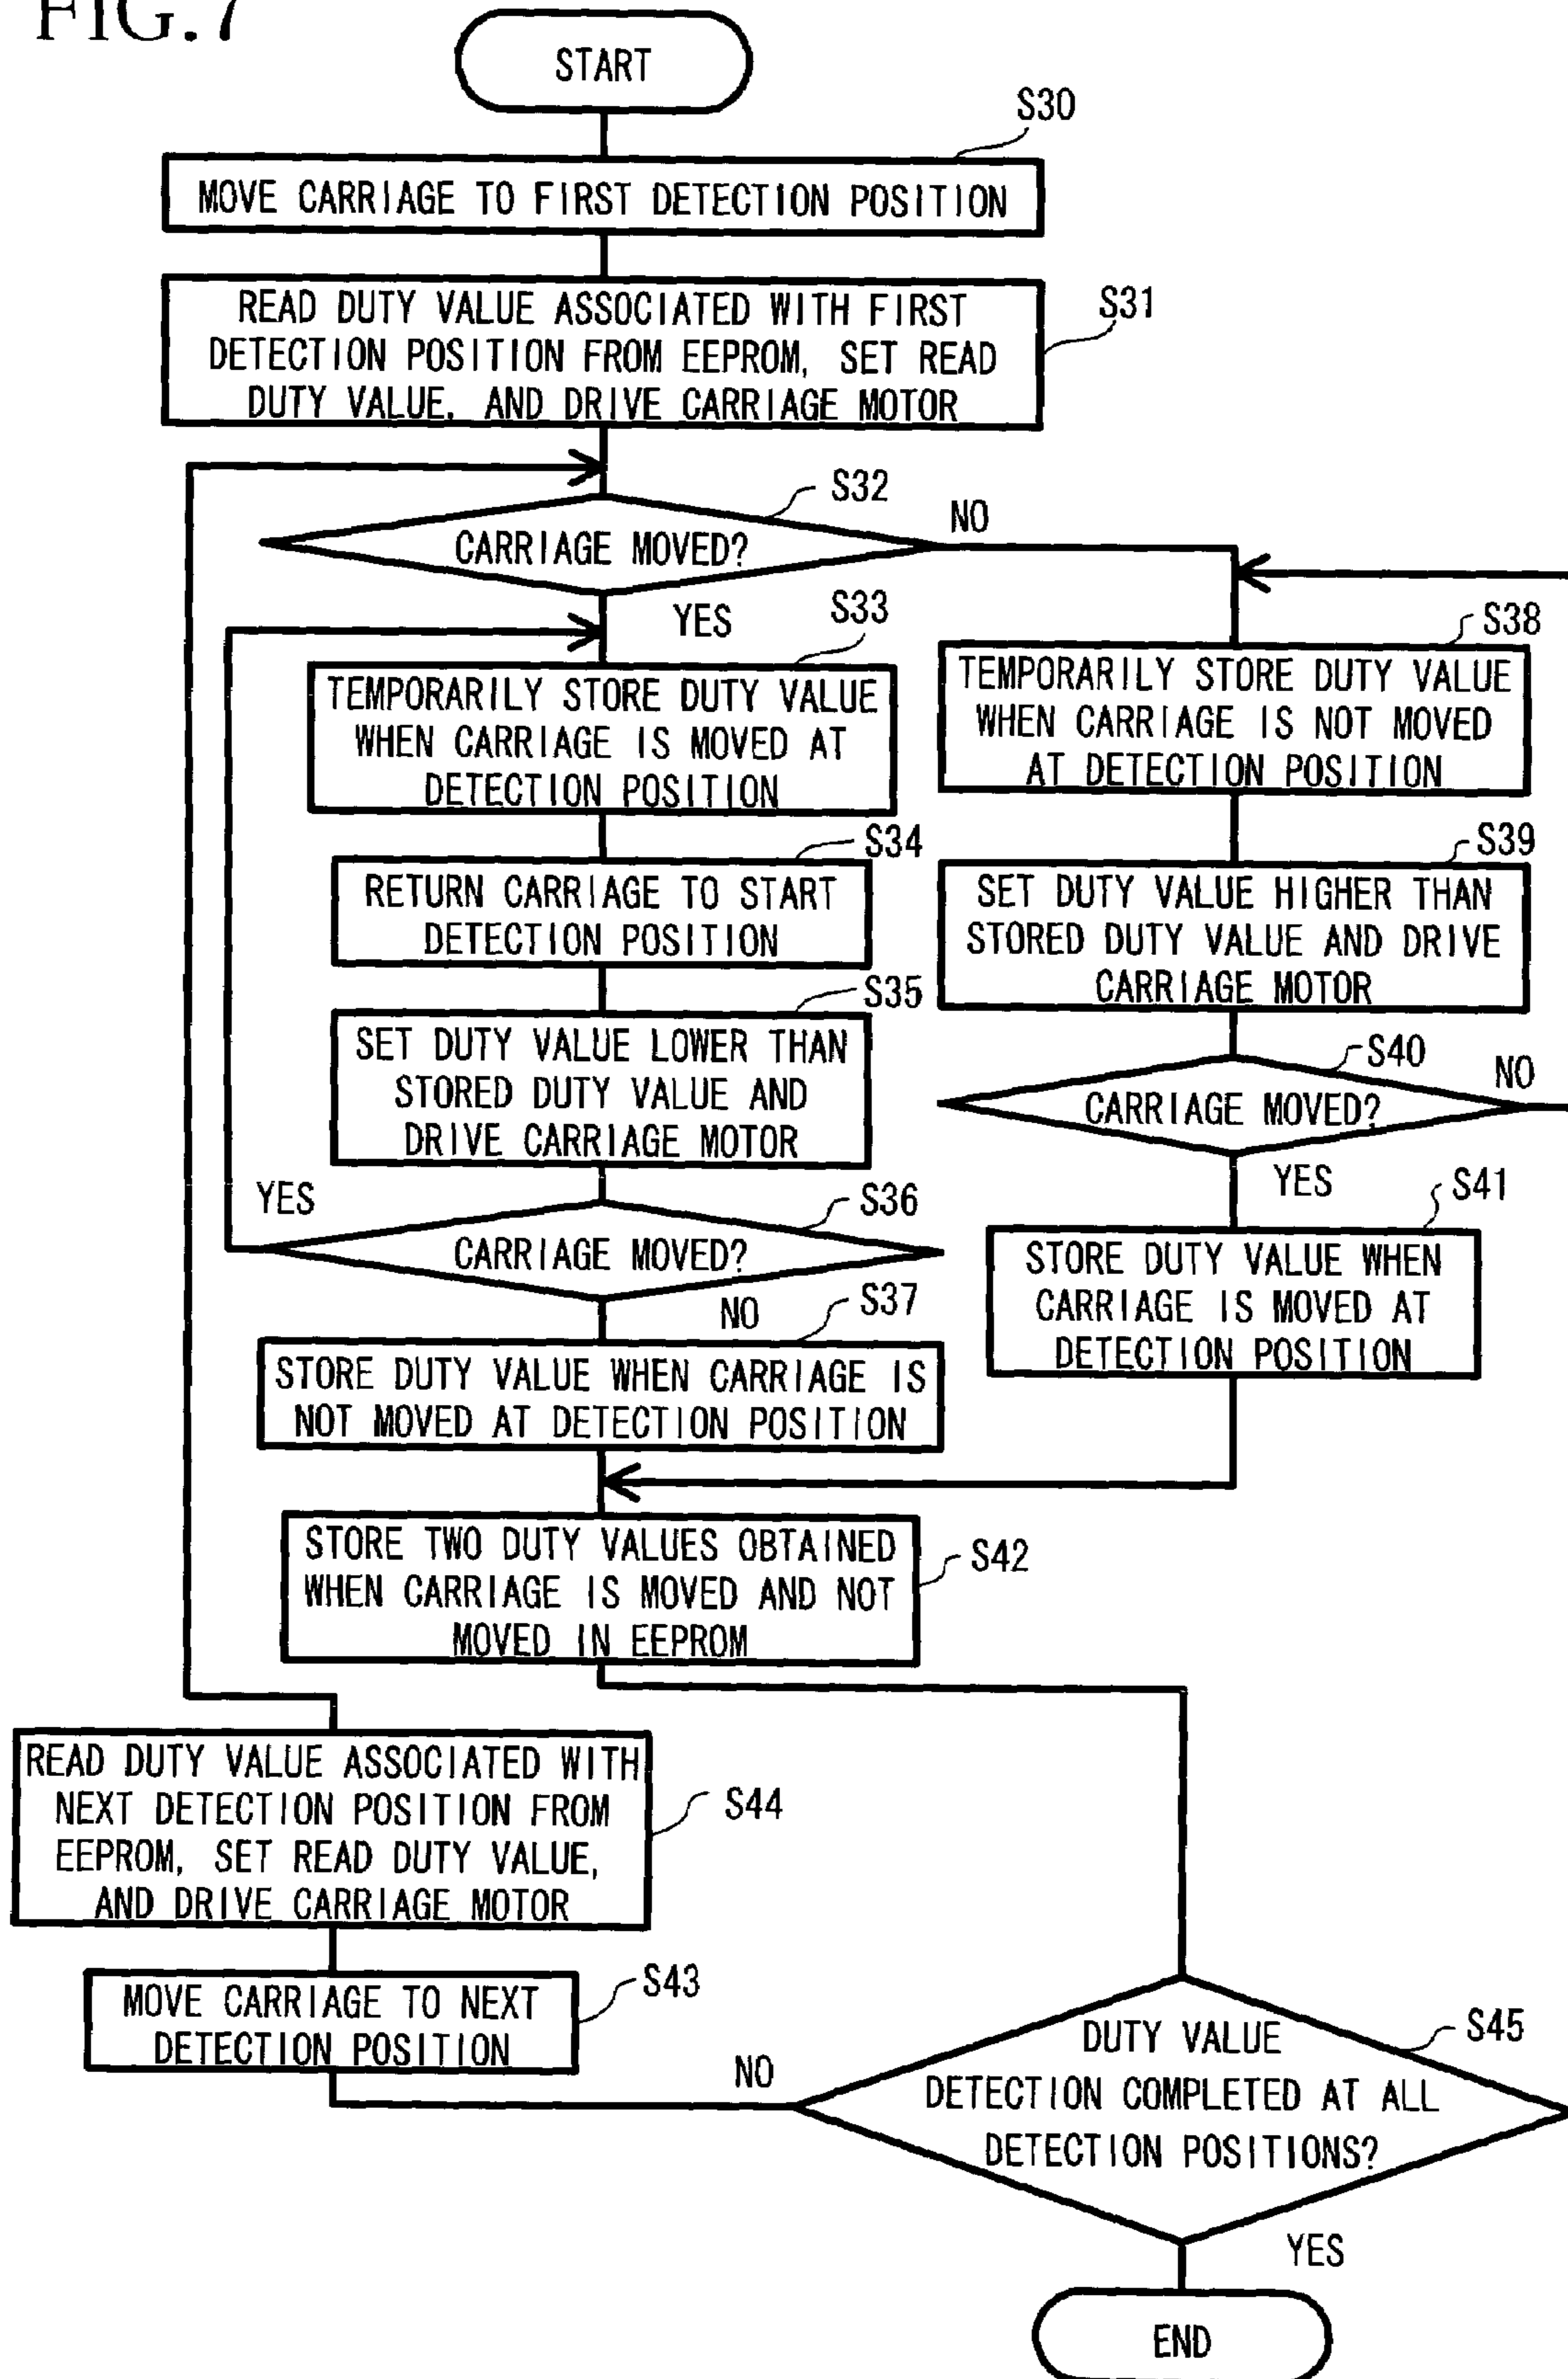 FIG.7
START
S30
MOVE CARRIAGE TO FIRST DETECTION POSITION
S31
READ DUTY VALUE ASSOCIATED WITH FIRST
DETECTION POSITION FROM EEPROM, SET READ
DUTY VALUE, AND DRIVE CARRIAGE MOTOR
S32
CARRIAGE MOVED?
NO
YES
S33
TEMPORARILY STORE DUTY VALUE
WHEN CARRIAGE IS MOVED AT
DETECTION POSITION
S34
RETURN CARRIAGE TO START
DETECTION POSITION
S35
SET DUTY VALUE LOWER THAN
STORED DUTY VALUE AND
DRIVE CARRIAGE MOTOR
YES
S36
CARRIAGE MOVED?
NO
S37
STORE DUTY VALUE WHEN CARRIAGE IS
NOT MOVED AT DETECTION POSITION
S38
TEMPORARILY STORE DUTY VALUE
WHEN CARRIAGE IS NOT MOVED
AT DETECTION POSITION
S39
SET DUTY VALUE HIGHER THAN
STORED DUTY VALUE AND DRIVE
CARRIAGE MOTOR
S40
NO
CARRIAGE MOVED?
YES
S41
STORE DUTY VALUE WHEN
CARRIAGE IS MOVED AT
DETECTION POSITION
STORE TWO DUTY VALUES OBTAINED
WHEN CARRIAGE IS MOVED AND NOT
MOVED IN EEPROM
S42
READ DUTY VALUE ASSOCIATED WITH
NEXT DETECTION POSITION FROM
EEPROM, SET READ DUTY VALUE,
AND DRIVE CARRIAGE MOTOR
S44
MOVE CARRIAGE TO NEXT
DETECTION POSITION
S43
NO
S45
DUTY VALUE
DETECTION COMPLETED AT ALL
DETECTION POSITIONS?
YES
END